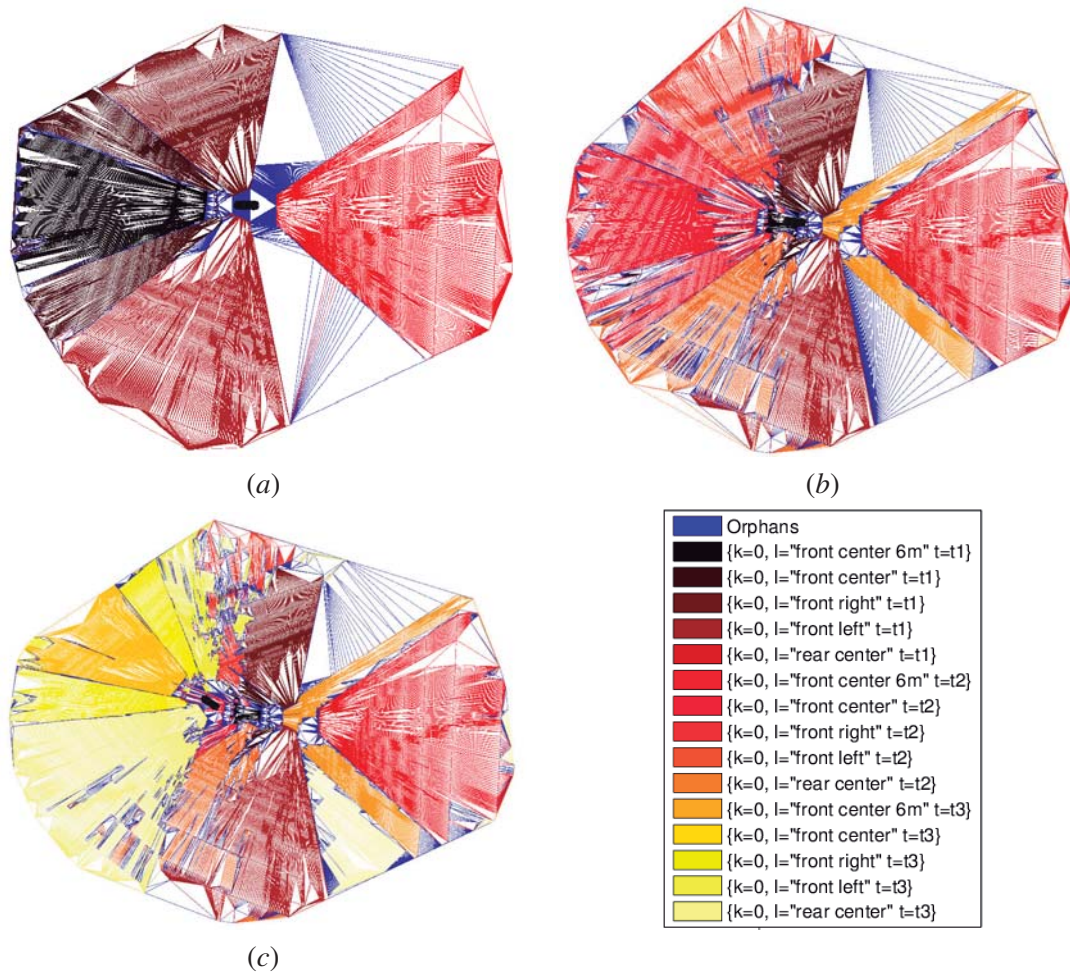 (a)
(b)
Orphans
{k=0, l="front center 6m" t=t1}
{k=0, l="front center" t=t1}
{k=0, l="front right" t=t1}
{k=0, l="front left" t=t1}
{k=0, l="rear center" t=t1}
{k=0, l="front center 6m" t=t2}
{k=0, l="front center" t=t2}
{k=0, l="front right" t=t2}
{k=0, l="front left" t=t2}
{k=0, l="rear center" t=t2}
{k=0, l="front center 6m" t=t3}
{k=0, l="front center" t=t3}
{k=0, l="front right" t=t3}
{k=0, l="front left" t=t3}
{k=0, l="rear center" t=t3}
(c)